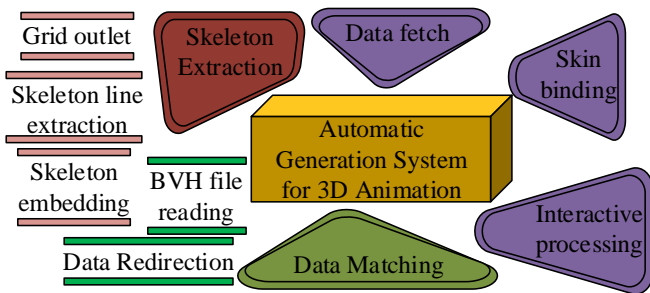 Grid outlet
Skeleton line
extraction
Skeleton
embedding
BVH file
reading
Data Redirection
Skeleton
Extraction
Data fetch
Skin
binding
Automatic
Generation System
for 3D Animation
Interactive
processing
Data Matching